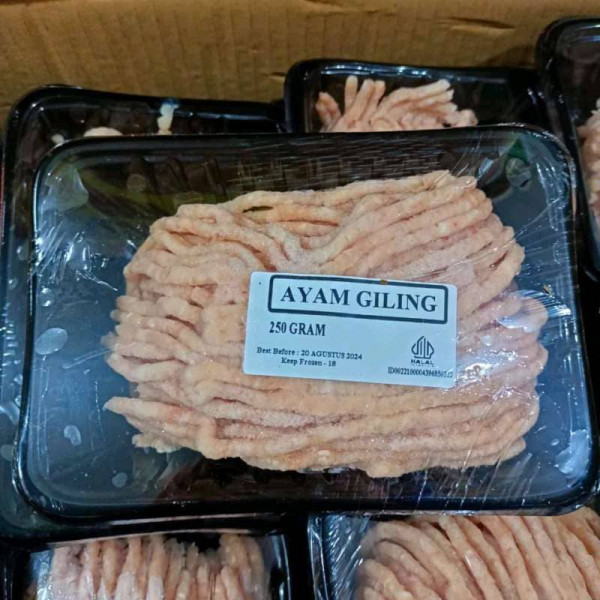 AYAM GILING
250 GRAM
Best Before : 20 AGUSTUS 2024
Keep Frozen - 18
HALAL